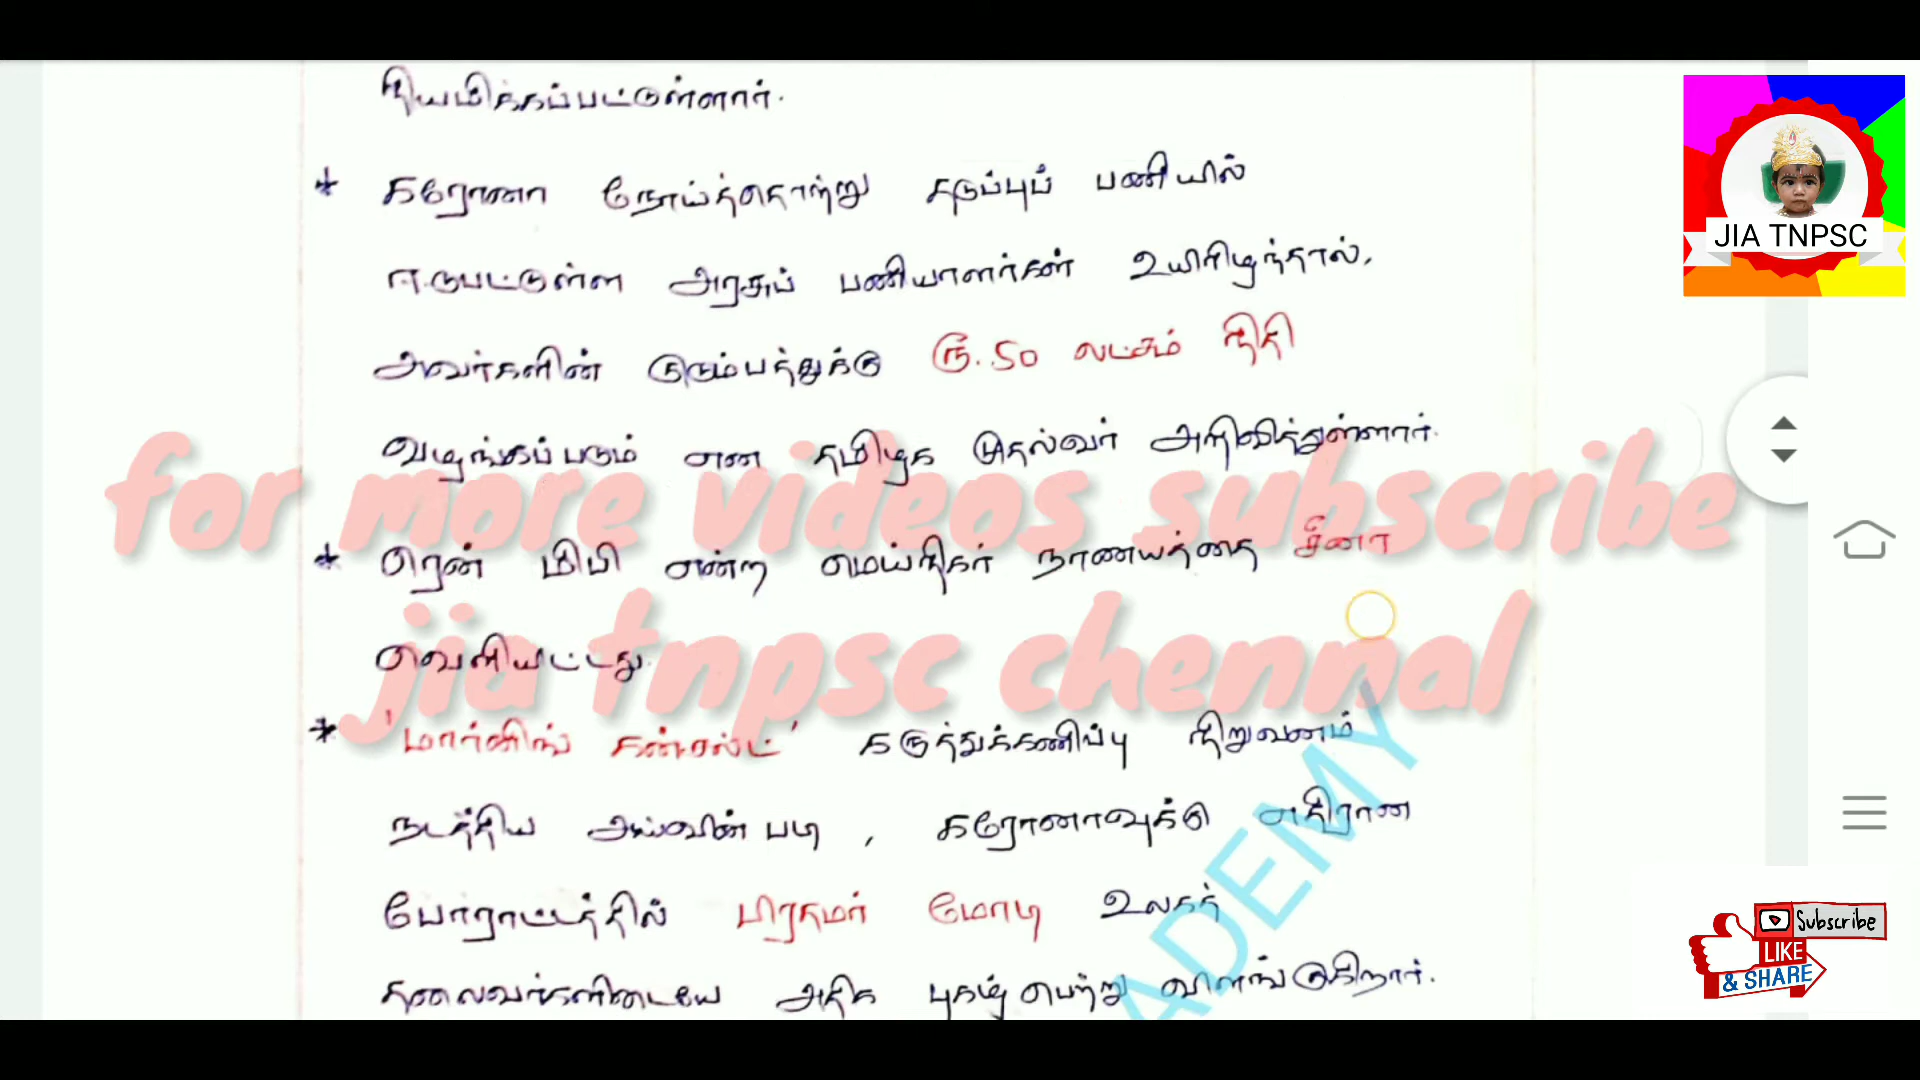 நியமிக்கப்பட்டுள்ளார்.
* கரோனா நோய்த்தொற்று தடுப்புப் பணியில்
ஈடுபட்டுள்ள அரசுப் பணியாளர்கள் உயிரிழந்தால்,
அவர்களின் குடும்பத்துக்கு ரூ.50 லட்சம் நிதி
வழங்கப்படும் என தமிழக முதல்வர் அறிவித்துள்ளார்.
for more videos subscribe
* ரென் மிபி என்ற மெய்நிகர் நாணயத்தை சீனா
வெளியிட்டது.
jia tnpsc chennal
* 'மார்னிங் கன்சல்ட்' கருத்துக்கணிப்பு நிறுவனம்
நடத்திய ஆய்வின் படி , கரோனாவுக்கு எதிரான
போராட்டத்தில் பிரதமர் மோடி உலகத்
தலைவர்களிடையே அதிக புகழ் பெற்று விளங்குகிறார்.
ADEMY
JIA TNPSC
Subscribe
LIKE
& SHARE